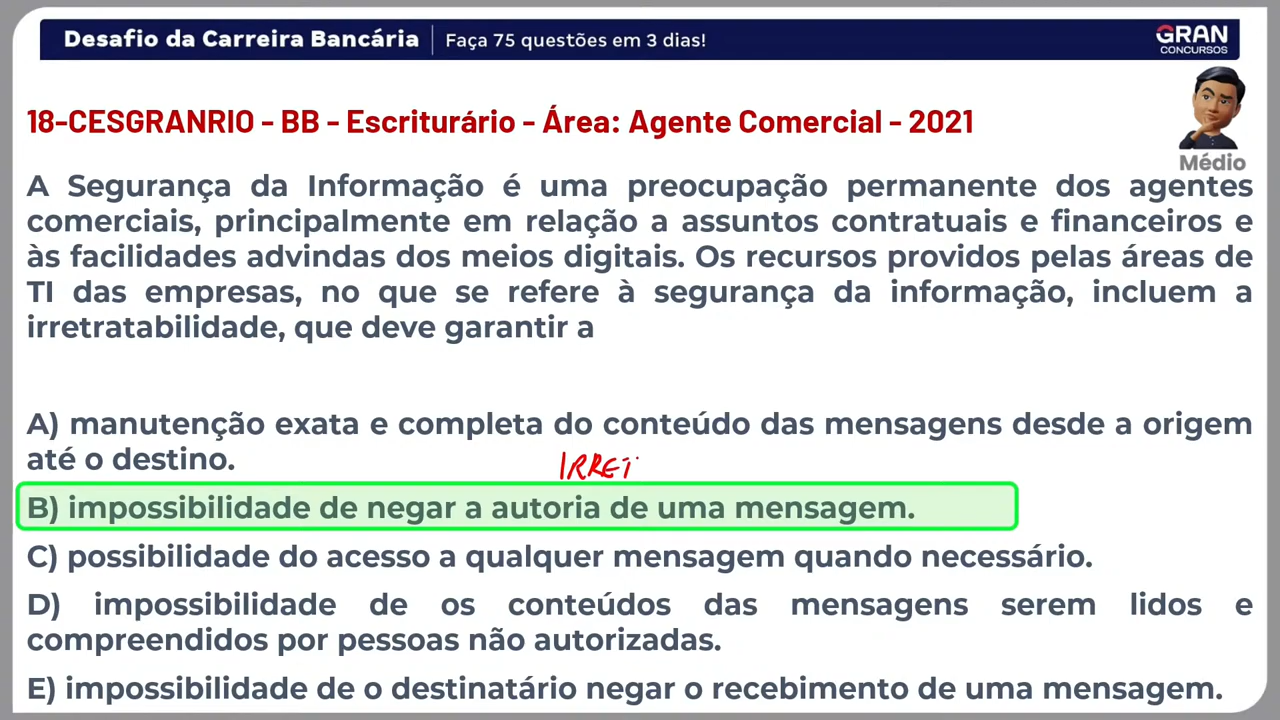 Desafio da Carreira Bancária | Faça 75 questões em 3 dias!
GRAN
CONCURSOS
18-CESGRANRIO - BB - Escriturário - Área: Agente Comercial - 2021
Médio
A Segurança da Informação é uma preocupação permanente dos agentes
comerciais, principalmente em relação a assuntos contratuais e financeiros e
às facilidades advindas dos meios digitais. Os recursos providos pelas áreas de
TI das empresas, no que se refere à segurança da informação, incluem a
irretratabilidade, que deve garantir a
A) manutenção exata e completa do conteúdo das mensagens desde a origem
até o destino.
IRRET
B) impossibilidade de negar a autoria de uma mensagem.
C) possibilidade do acesso a qualquer mensagem quando necessário.
D) impossibilidade de os conteúdos das mensagens serem lidos e
compreendidos por pessoas não autorizadas.
E) impossibilidade de o destinatário negar o recebimento de uma mensagem.